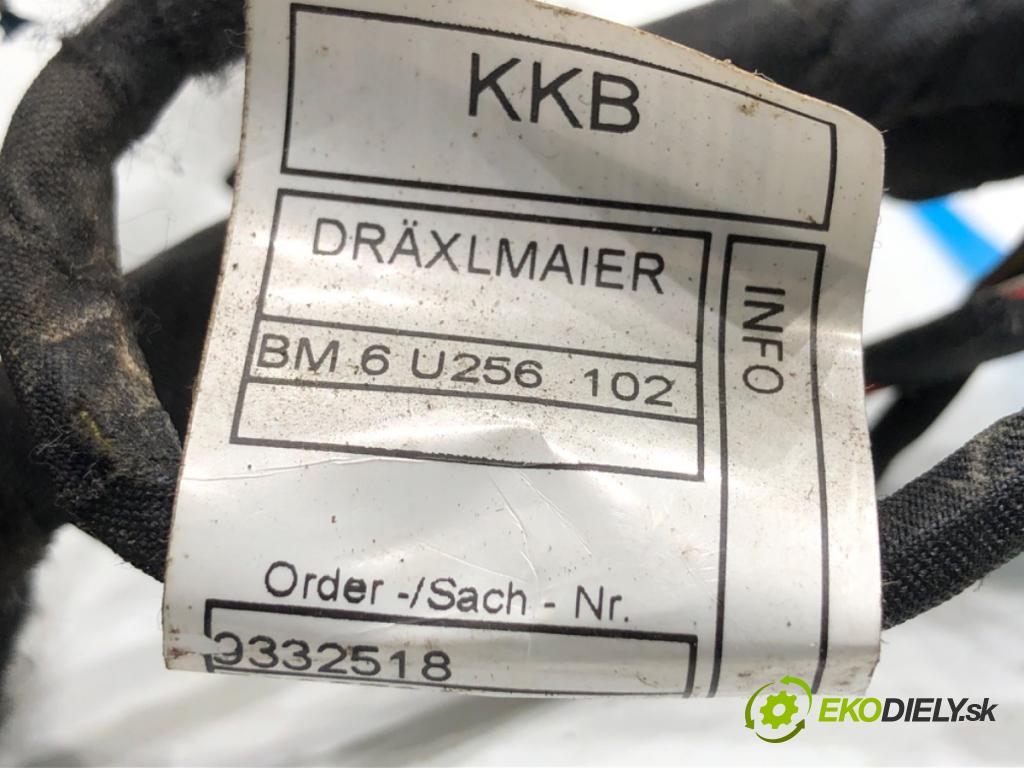 KKB
DRÄXLMAIER
BM 6 U256 102
INFO
Order -/Sach - Nr.
9332518
EKODIELY.sk